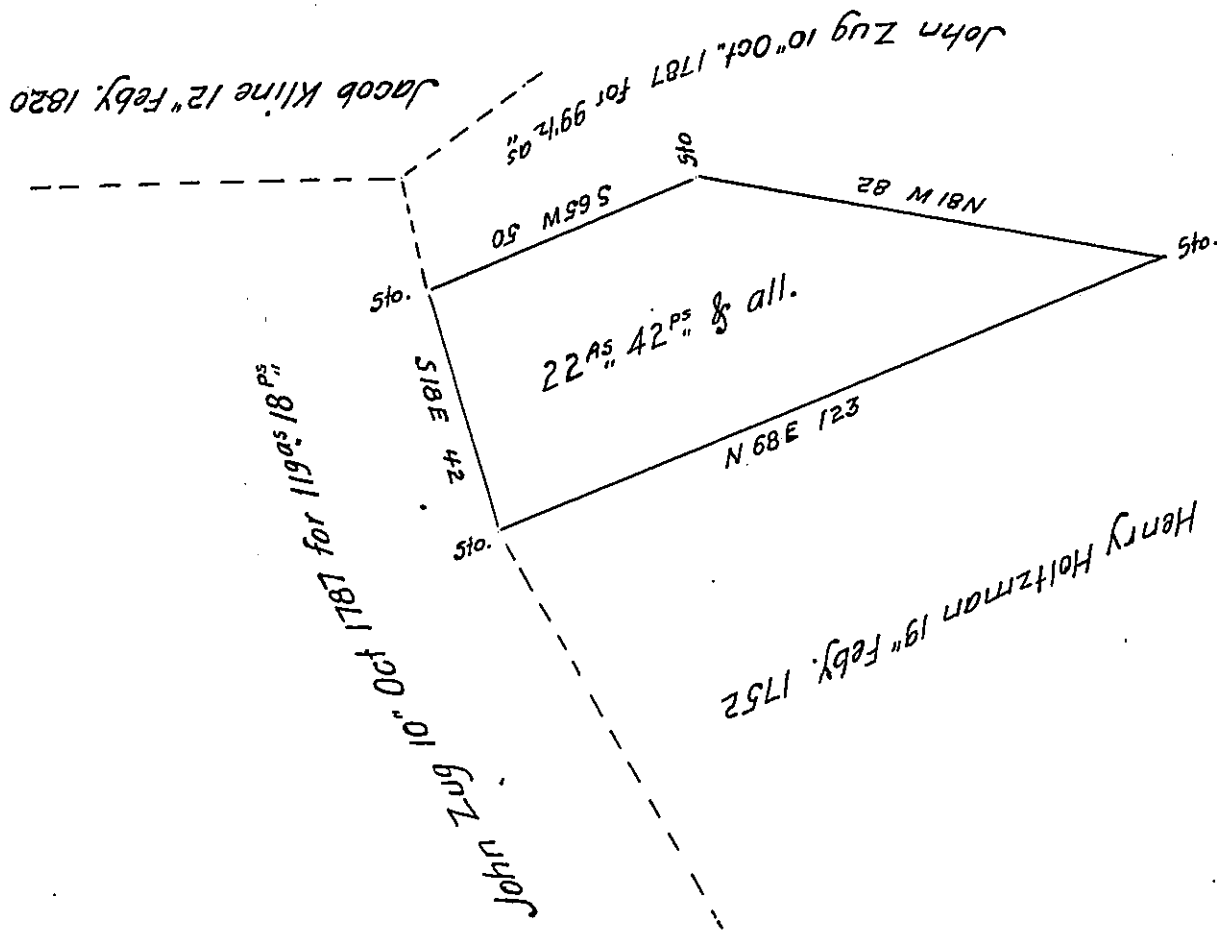 Jacob Kline 12" Feby. 1820
John Zug 10" Oct. 1787 for 99½ as"
Sto
S 65 W 50
N 81 W 82
Sto.
Sto.
22 As" 42 Ps" & all.
S 18 E 42
N 68 E 123
Sto.
John Zug 10" Oct 1787 for 119 as" 18 Ps"
Henry Holtzman 19" Feby. 1752